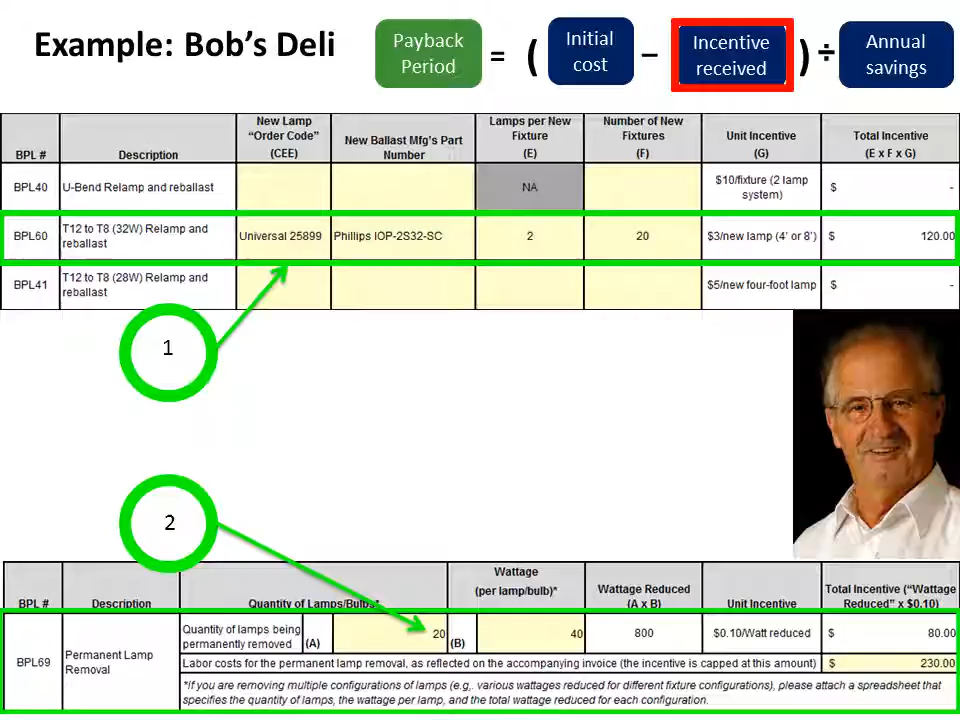 Example: Bob's Deli
Payback
Period
=
(
Initial
cost
–
Incentive
received
)
÷
Annual
savings
BPL #
Description
New Lamp
"Order Code"
(CEE)
New Ballast Mfg's Part
Number
Lamps per New
Fixture
(E)
Number of New
Fixtures
(F)
Unit Incentive
(G)
Total Incentive
(E x F x G)
BPL40
U-Bend Relamp and reballast
NA
$10/fixture (2 lamp
system)
$ -
BPL60
T12 to T8 (32W) Relamp and
reballast
Universal 25899
Phillips IOP-2S32-SC
2
20
$3/new lamp (4' or 8')
$ 120.00
BPL41
T12 to T8 (28W) Relamp and
reballast
$5/new four-foot lamp
$ -
1
2
BPL #
Description
Quantity of Lamps/Bulbs*
Wattage
(per lamp/bulb)*
Wattage Reduced
(A x B)
Unit Incentive
Total Incentive ("Wattage
Reduced" x $0.10)
BPL69
Permanent Lamp
Removal
Quantity of lamps being
permanently removed
(A)
20
(B)
40
800
$0.10/Watt reduced
$ 80.00
Labor costs for the permanent lamp removal, as reflected on the accompanying invoice (the incentive is capped at this amount)
$ 230.00
*If you are removing multiple configurations of lamps (e.g,. various wattages reduced for different fixture configurations), please attach a spreadsheet that
specifies the quantity of lamps, the wattage per lamp, and the total wattage reduced for each configuration.